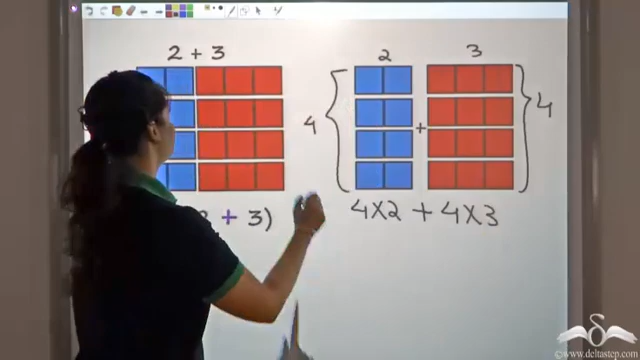 2 + 3
2 3
4 + 4
+ 3)
4X2 + 4X3
©www.deltastep.com